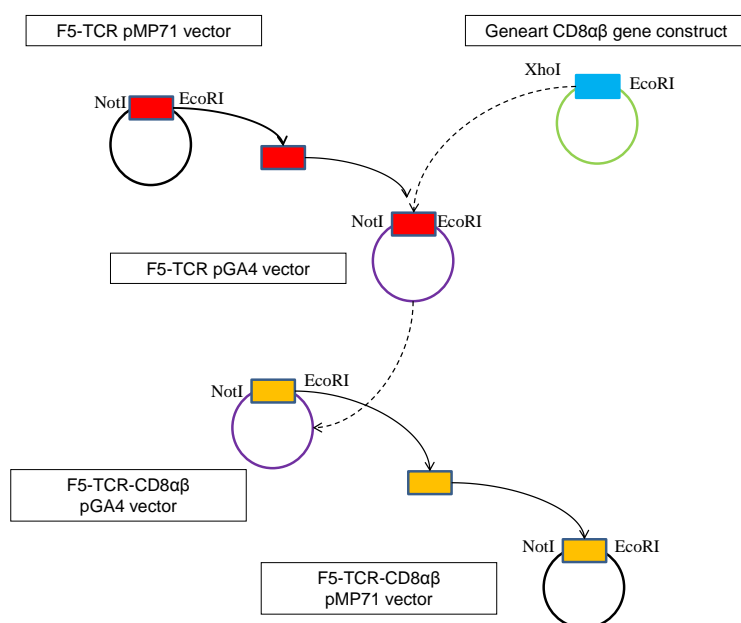 F5-TCR pMP71 vector
Geneart CD8αβ gene construct
XhoI
EcoRI
NotI
EcoRI
NotI
EcoRI
F5-TCR pGA4 vector
EcoRI
NotI
F5-TCR-CD8αβ
pGA4 vector
NotI
EcoRI
F5-TCR-CD8αβ
pMP71 vector